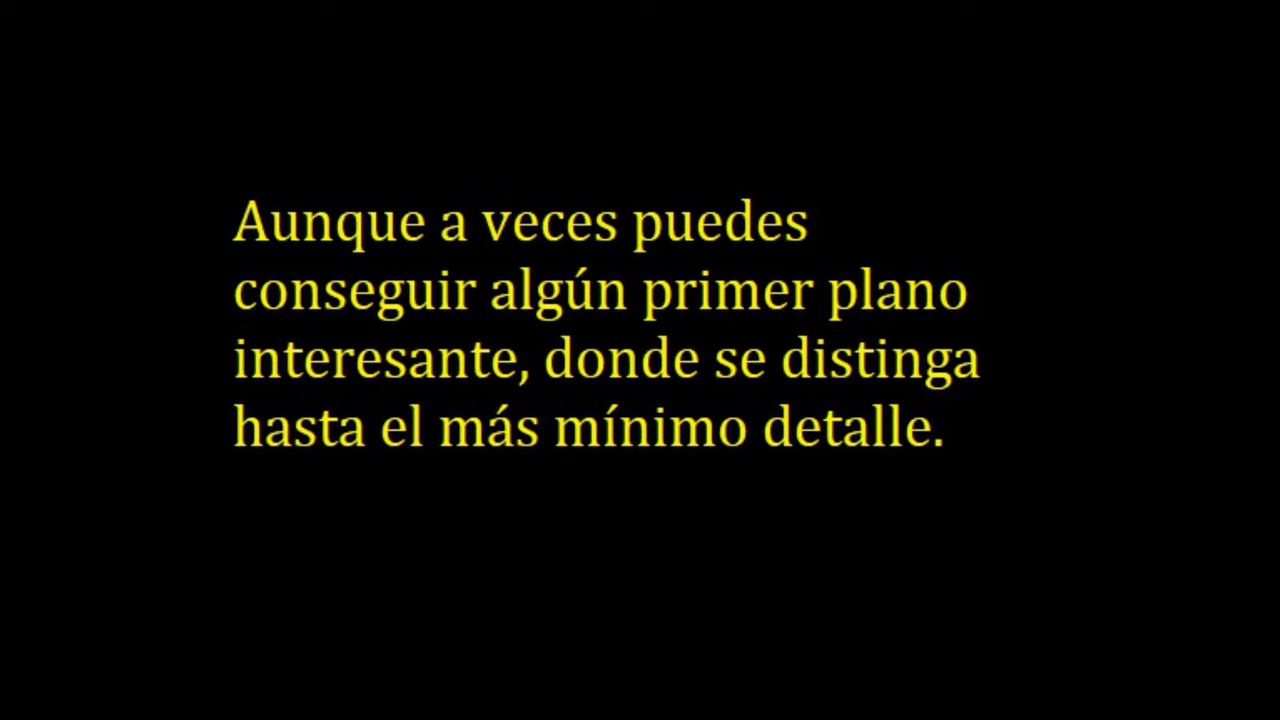 Aunque a veces puedes
conseguir algún primer plano
interesante, donde se distinga
hasta el más mínimo detalle.